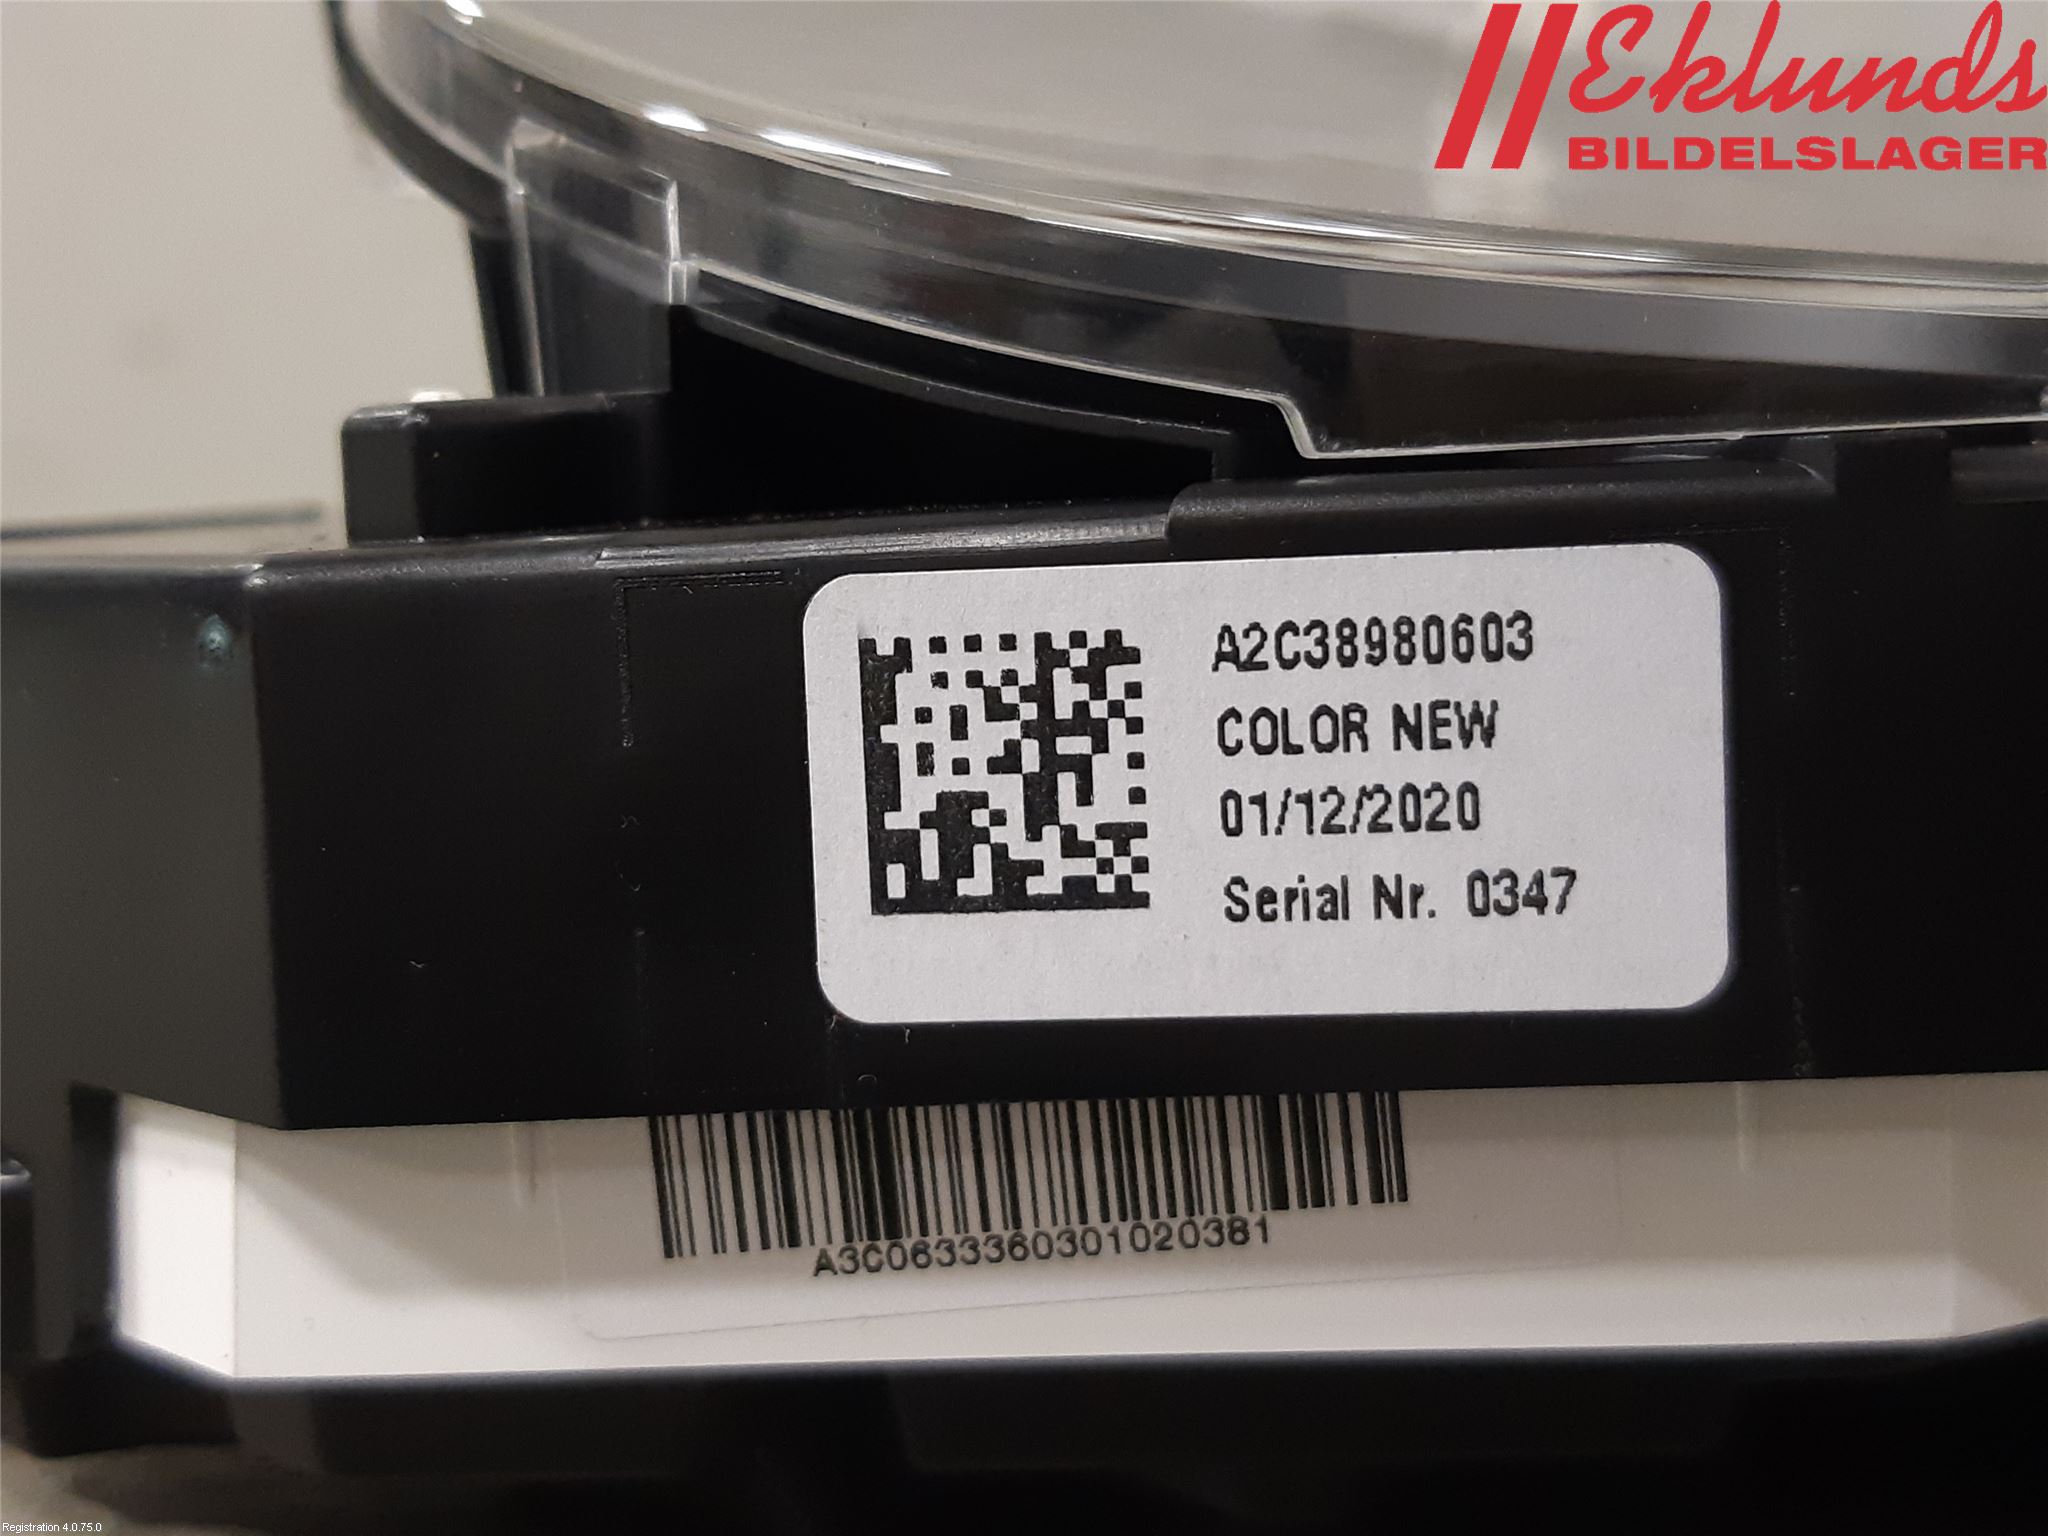 Eklunds
BILDELSLAGER
A2C38980603
COLOR NEW
01/12/2020
Serial Nr. 0347
A3C0633360301020381
Registration 4.0.75.0